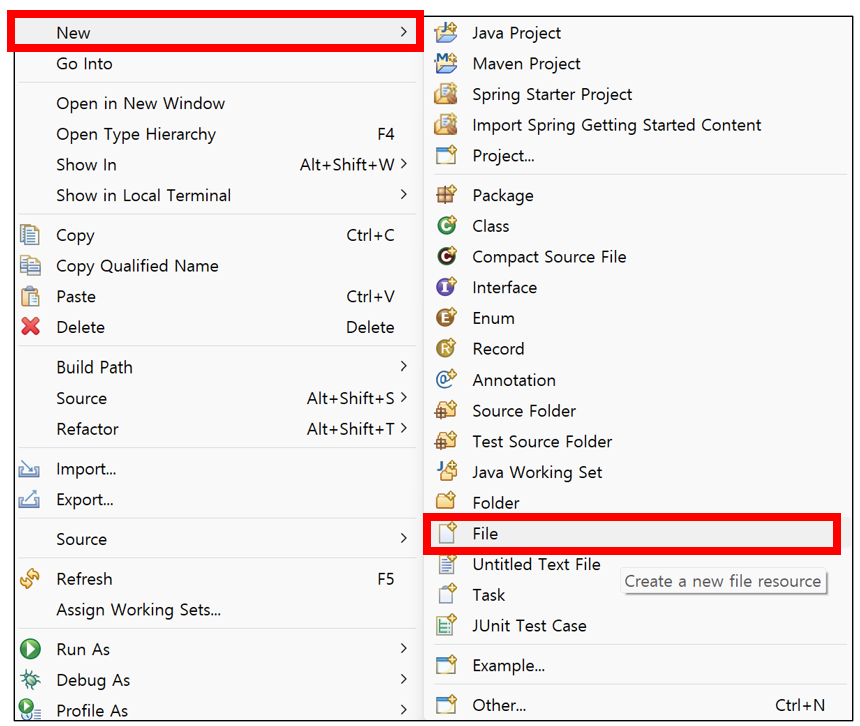 New
Go Into
Open in New Window
Open Type Hierarchy F4
Show In Alt+Shift+W
Show in Local Terminal
Copy Ctrl+C
Copy Qualified Name
Paste Ctrl+V
Delete Delete
Build Path
Source Alt+Shift+S
Refactor Alt+Shift+T
Import...
Export...
Source
Refresh F5
Assign Working Sets...
Run As
Debug As
Profile As
Java Project
Maven Project
Spring Starter Project
Import Spring Getting Started Content
Project...
Package
Class
Compact Source File
Interface
Enum
Record
Annotation
Source Folder
Test Source Folder
Java Working Set
Folder
File
Untitled Text File
Create a new file resource
Task
JUnit Test Case
Example...
Other... Ctrl+N